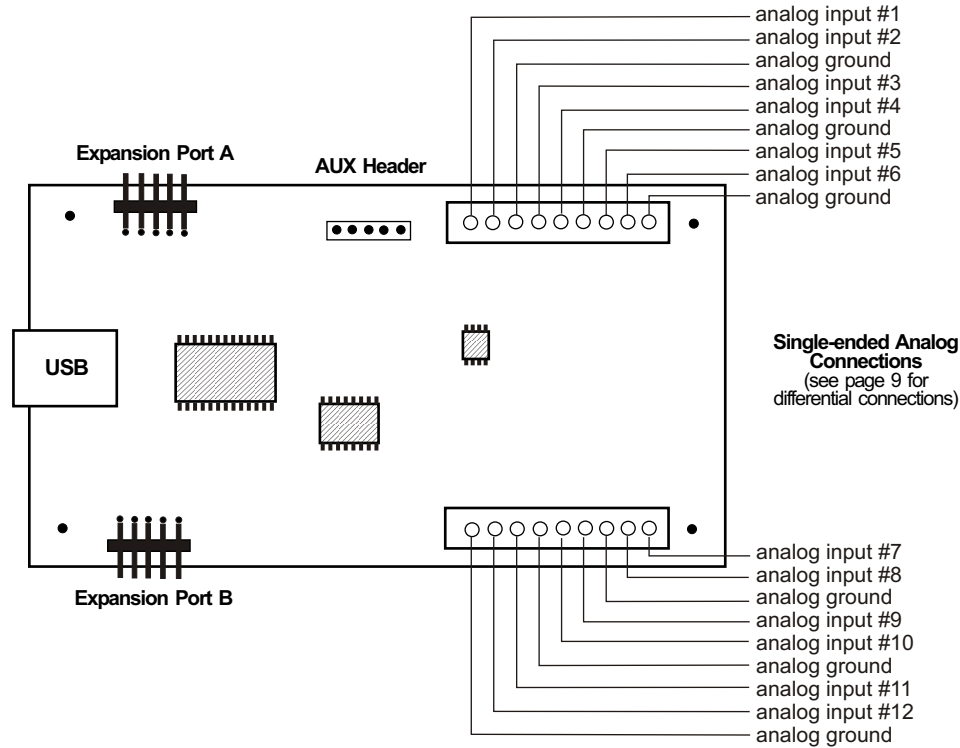 analog input #1
analog input #2
analog ground
analog input #3
analog input #4
analog ground
analog input #5
analog input #6
analog ground
Expansion Port A
AUX Header
USB
Single-ended Analog
Connections
(see page 9 for
differential connections)
Expansion Port B
analog input #7
analog input #8
analog ground
analog input #9
analog input #10
analog ground
analog input #11
analog input #12
analog ground